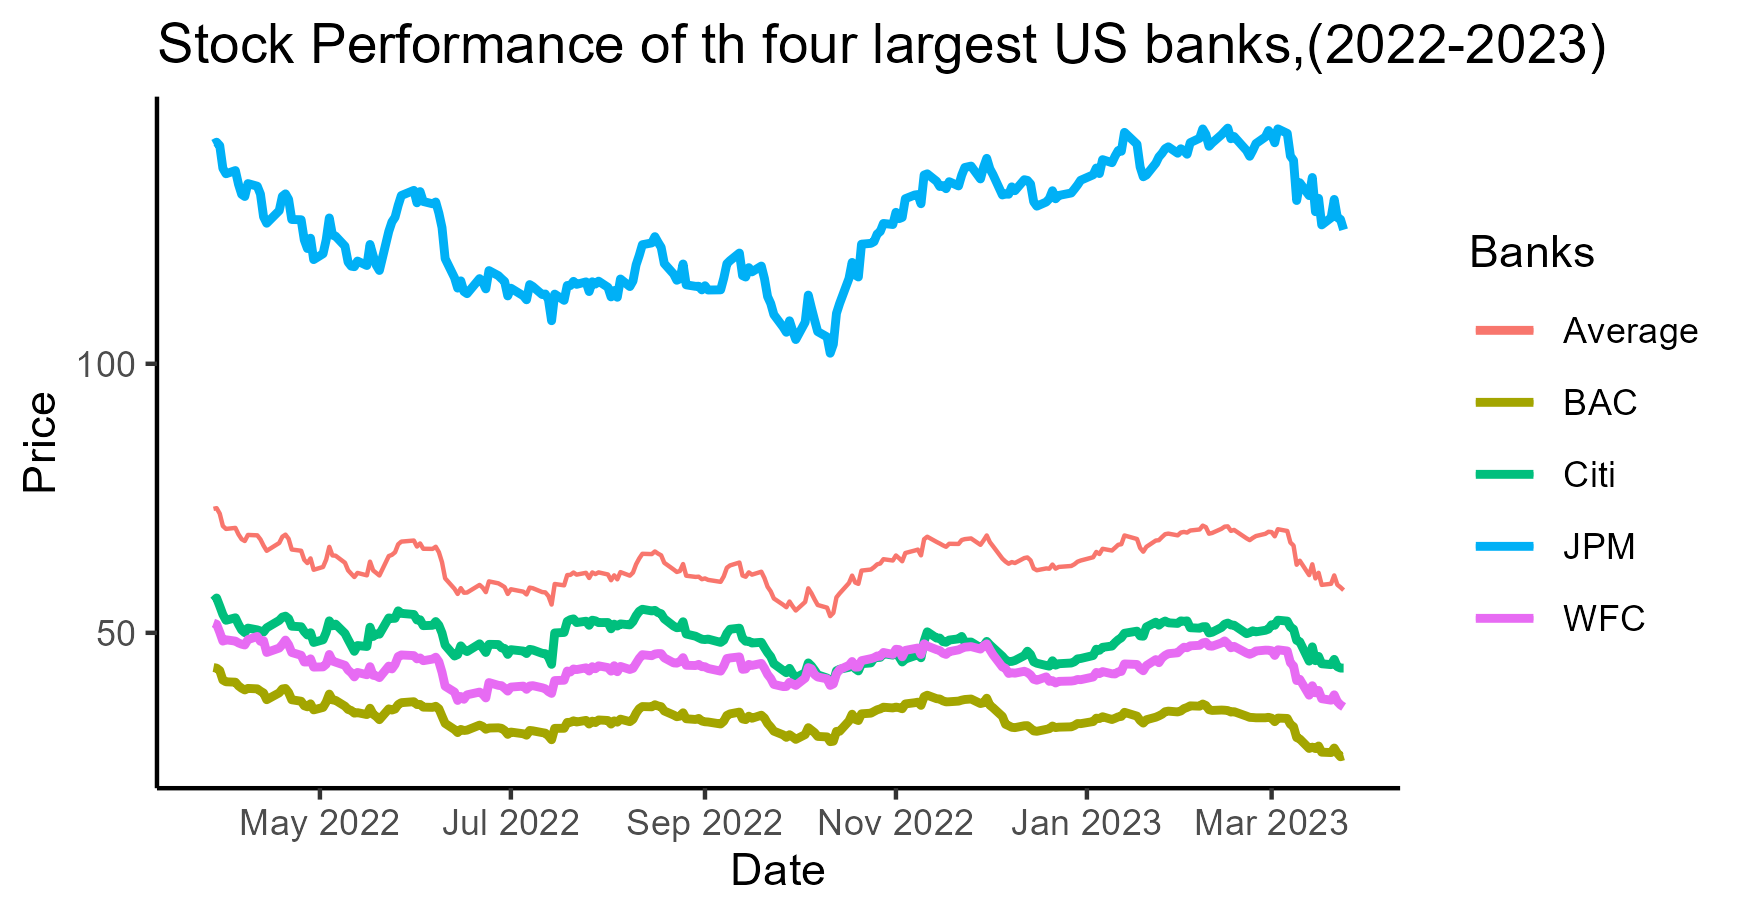 Stock Performance of th four largest US banks,(2022-2023)
Price
100
50
May 2022 Jul 2022 Sep 2022 Nov 2022 Jan 2023 Mar 2023
Date
Banks
Average
BAC
Citi
JPM
WFC